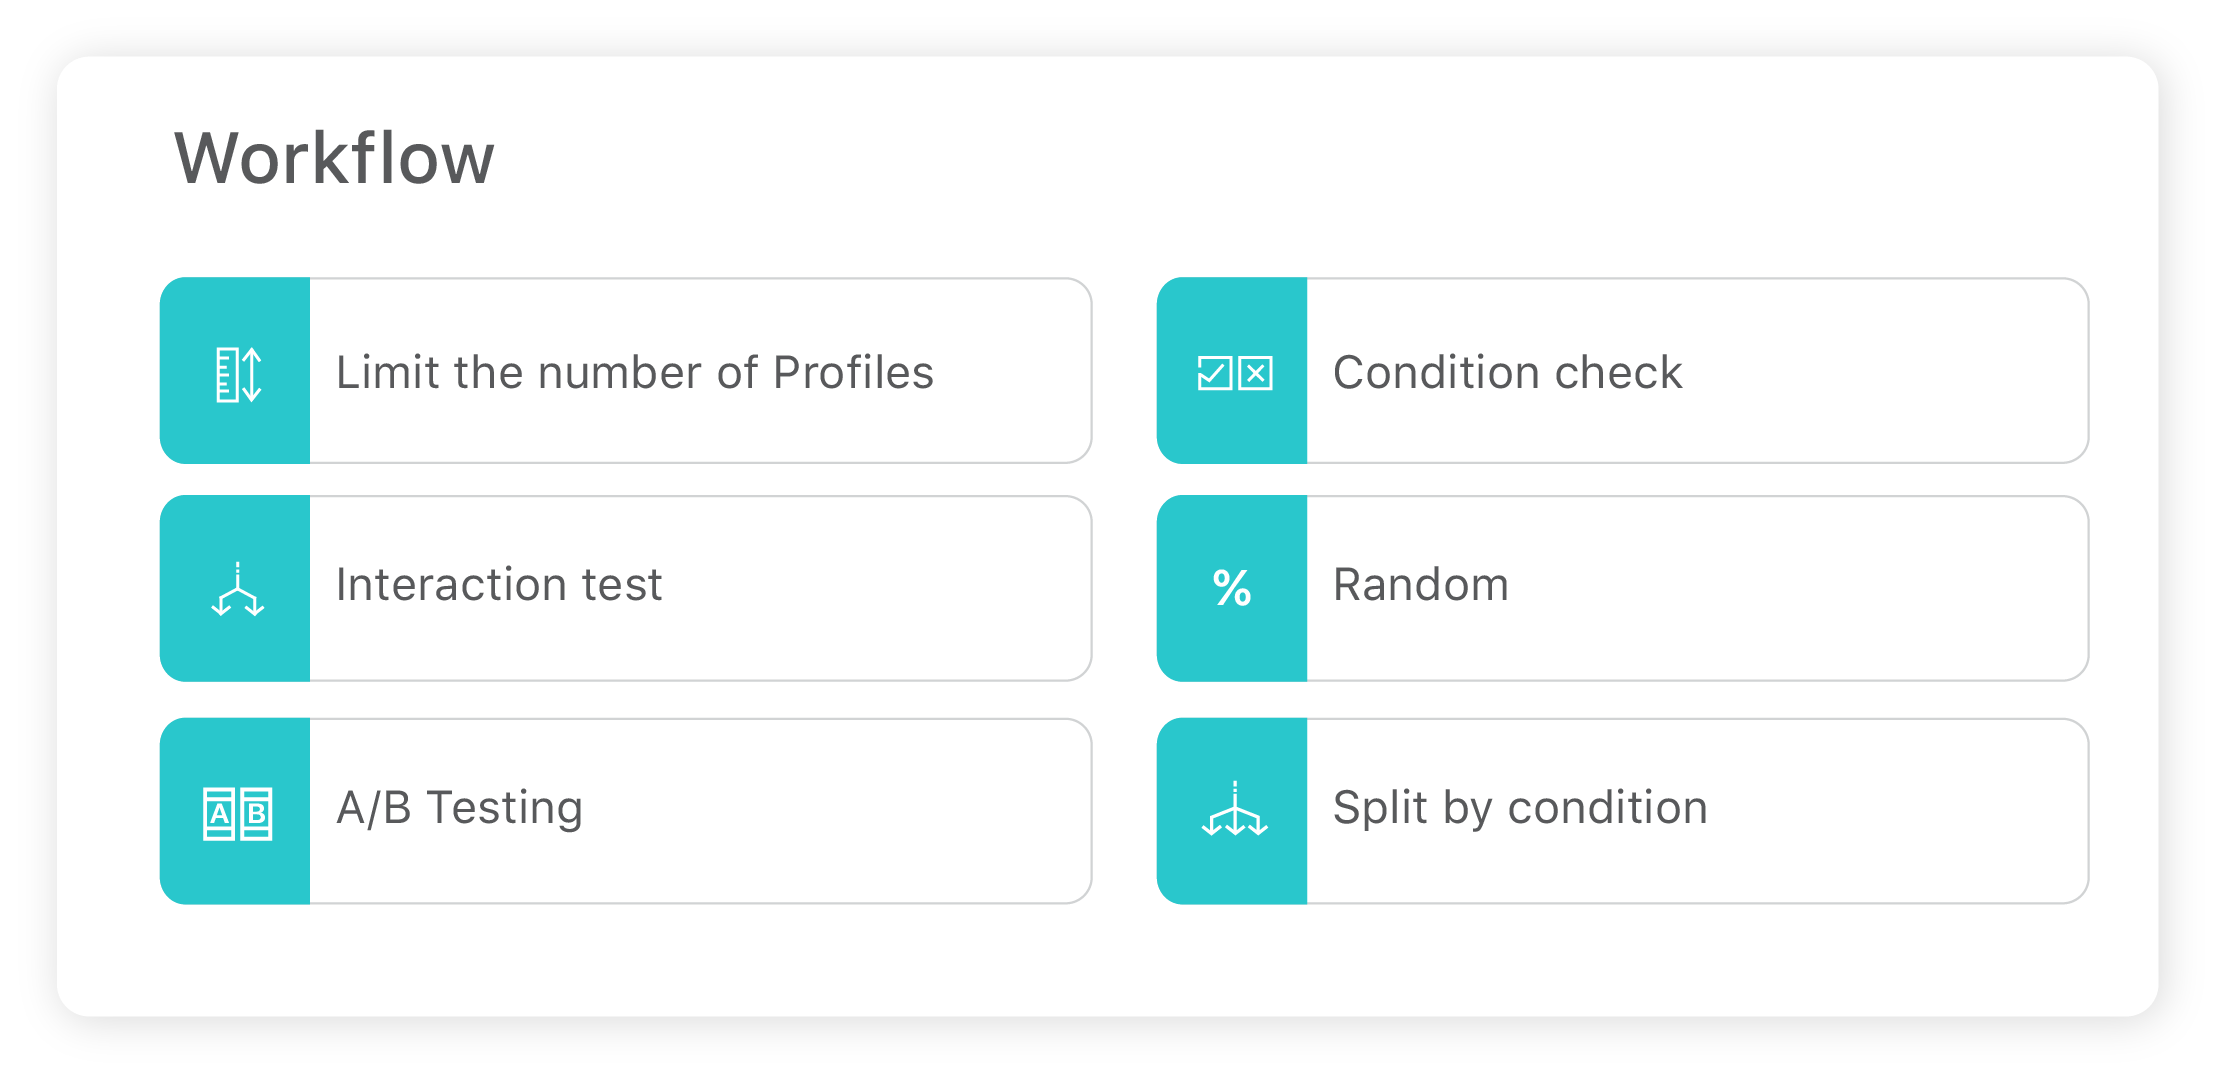 Workflow
Limit the number of Profiles
Condition check
Interaction test
%
Random
A B
A/B Testing
Split by condition